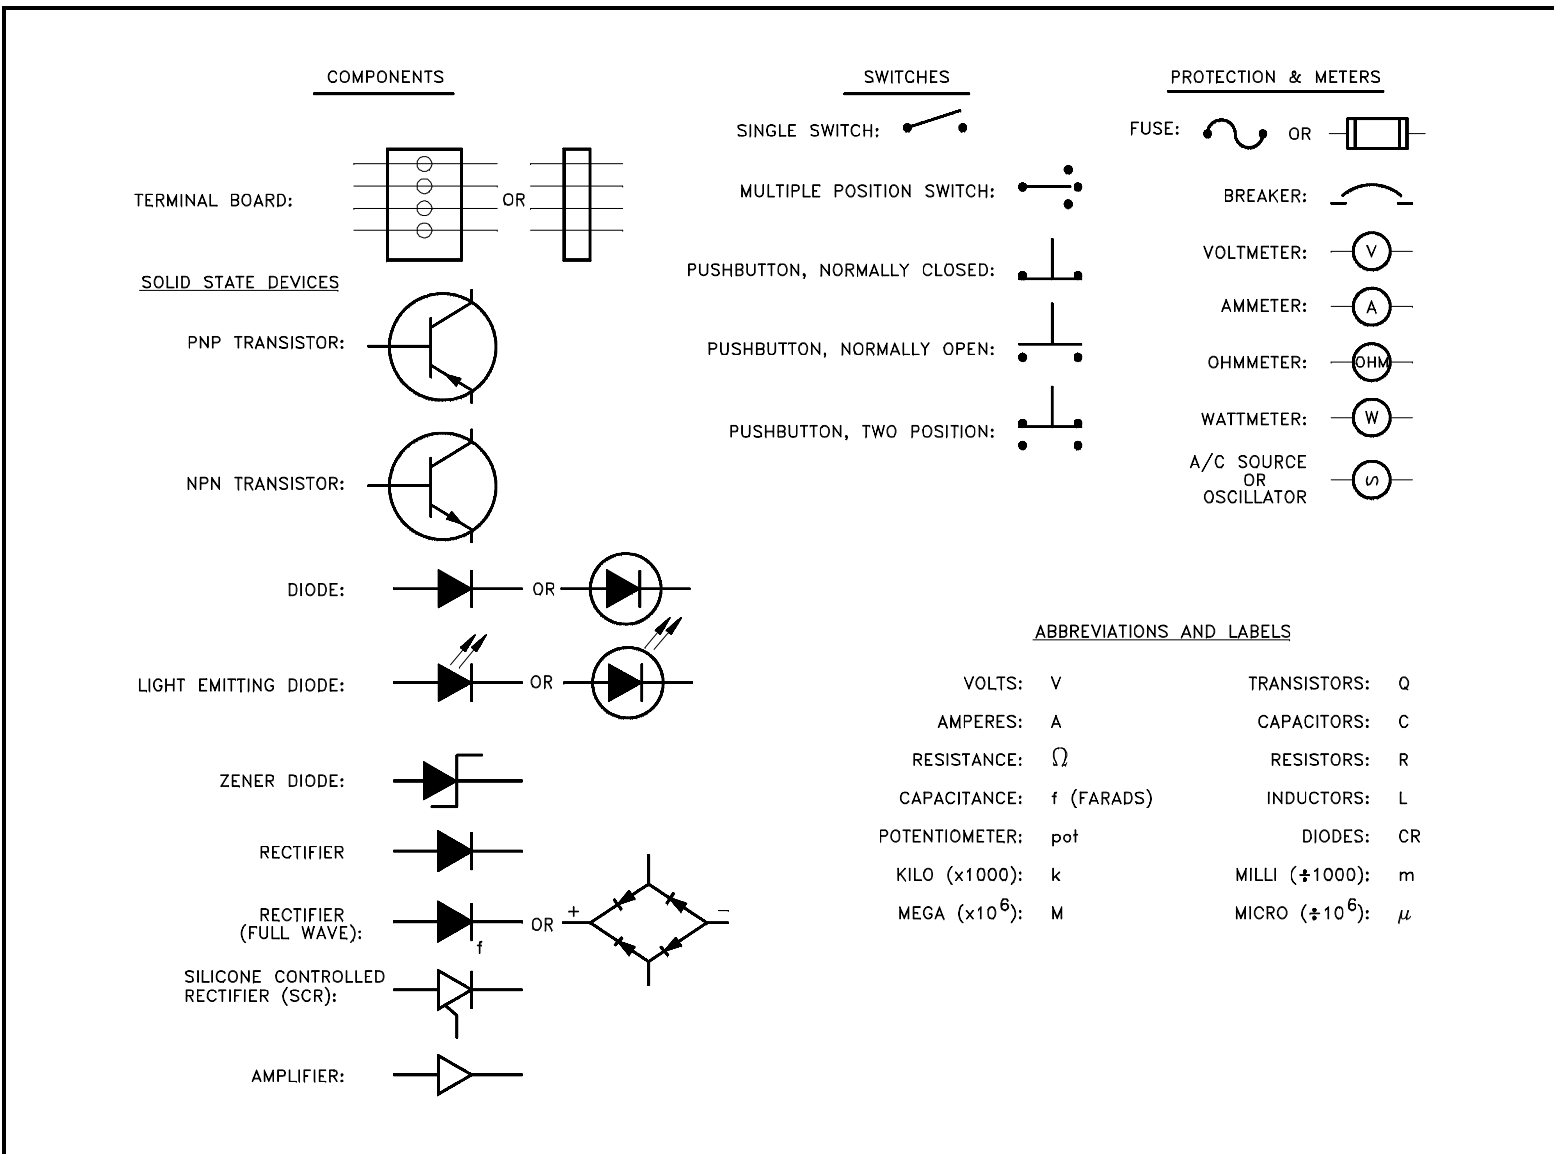 COMPONENTS
TERMINAL BOARD:
OR
SOLID STATE DEVICES
PNP TRANSISTOR:
NPN TRANSISTOR:
DIODE:
OR
LIGHT EMITTING DIODE:
OR
ZENER DIODE:
RECTIFIER
RECTIFIER
(FULL WAVE):
f
OR
+
–
SILICONE CONTROLLED
RECTIFIER (SCR):
AMPLIFIER:
SWITCHES
SINGLE SWITCH:
MULTIPLE POSITION SWITCH:
PUSHBUTTON, NORMALLY CLOSED:
PUSHBUTTON, NORMALLY OPEN:
PUSHBUTTON, TWO POSITION:
PROTECTION & METERS
FUSE:
OR
BREAKER:
VOLTMETER:
V
AMMETER:
A
OHMMETER:
OHM
WATTMETER:
W
A/C SOURCE
OR
OSCILLATOR
ABBREVIATIONS AND LABELS
VOLTS: V
AMPERES: A
RESISTANCE: Ω
CAPACITANCE: f (FARADS)
POTENTIOMETER: pot
KILO (x1000): k
MEGA (x10⁶): M
TRANSISTORS: Q
CAPACITORS: C
RESISTORS: R
INDUCTORS: L
DIODES: CR
MILLI (÷1000): m
MICRO (÷10⁶): μ